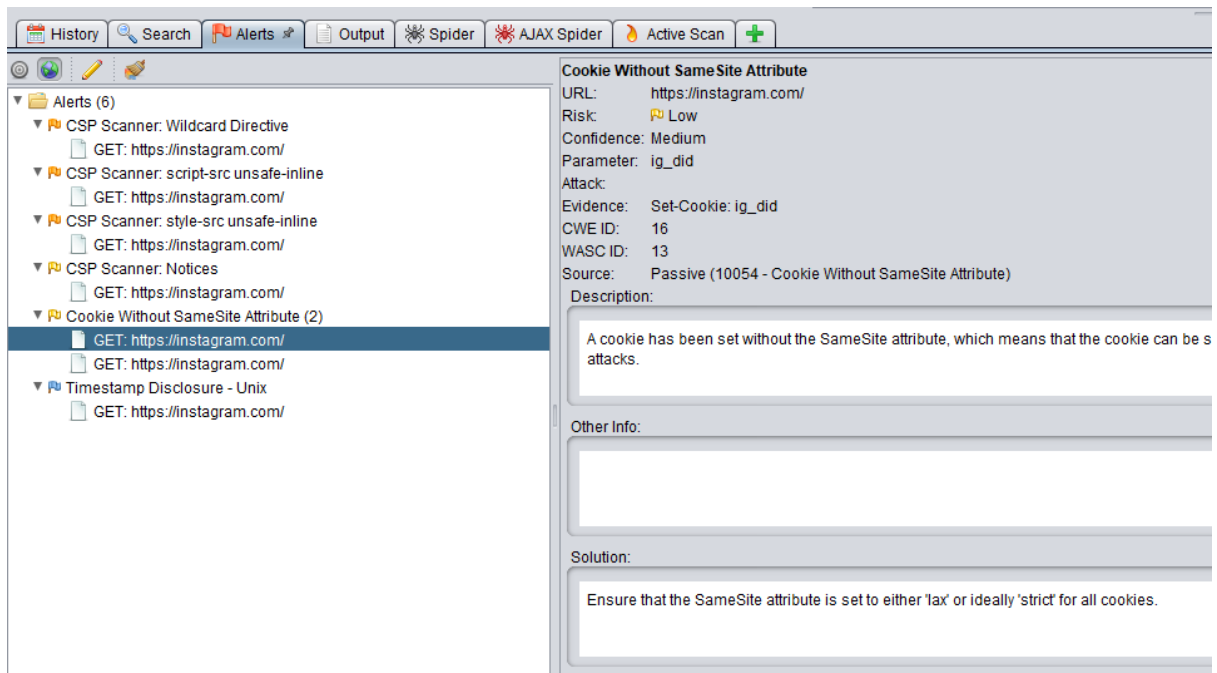 History Search Alerts Output Spider AJAX Spider Active Scan
Alerts (6)
CSP Scanner: Wildcard Directive
GET: https://instagram.com/
CSP Scanner: script-src unsafe-inline
GET: https://instagram.com/
CSP Scanner: style-src unsafe-inline
GET: https://instagram.com/
CSP Scanner: Notices
GET: https://instagram.com/
Cookie Without SameSite Attribute (2)
GET: https://instagram.com/
GET: https://instagram.com/
Timestamp Disclosure - Unix
GET: https://instagram.com/
Cookie Without SameSite Attribute
URL: https://instagram.com/
Risk: Low
Confidence: Medium
Parameter: ig_did
Attack:
Evidence: Set-Cookie: ig_did
CWE ID: 16
WASC ID: 13
Source: Passive (10054 - Cookie Without SameSite Attribute)
Description:
A cookie has been set without the SameSite attribute, which means that the cookie can be s
attacks.
Other Info:
Solution:
Ensure that the SameSite attribute is set to either 'lax' or ideally 'strict' for all cookies.